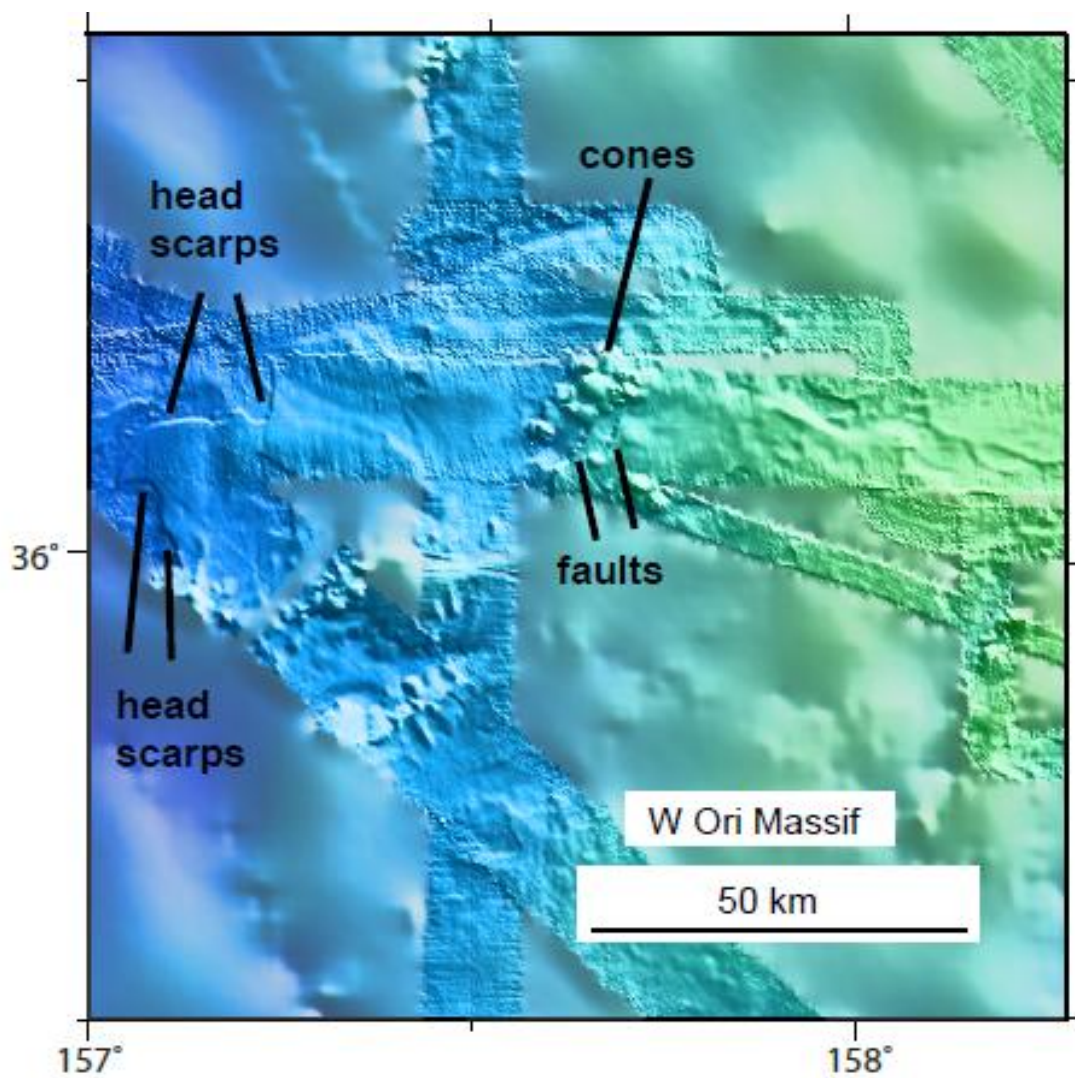 cones
head
scarps
36°
faults
head
scarps
W Ori Massif
50 km
157°
158°